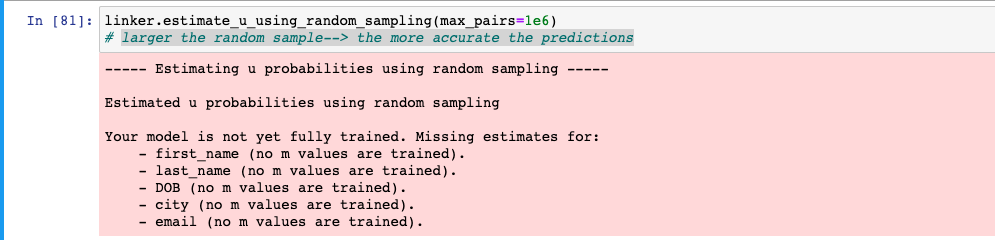 In [81]: linker.estimate_u_using_random_sampling(max_pairs=1e6)
# larger the random sample--> the more accurate the predictions
----- Estimating u probabilities using random sampling -----
Estimated u probabilities using random sampling
Your model is not yet fully trained. Missing estimates for:
- first_name (no m values are trained).
- last_name (no m values are trained).
- DOB (no m values are trained).
- city (no m values are trained).
- email (no m values are trained).